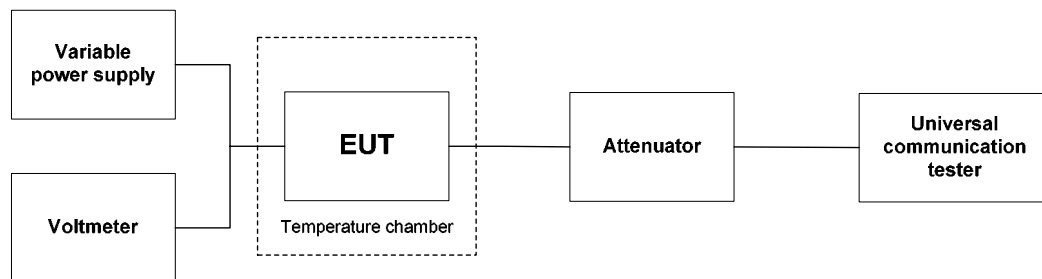 Variable
power supply
Voltmeter
EUT
Temperature chamber
Attenuator
Universal
communication
tester